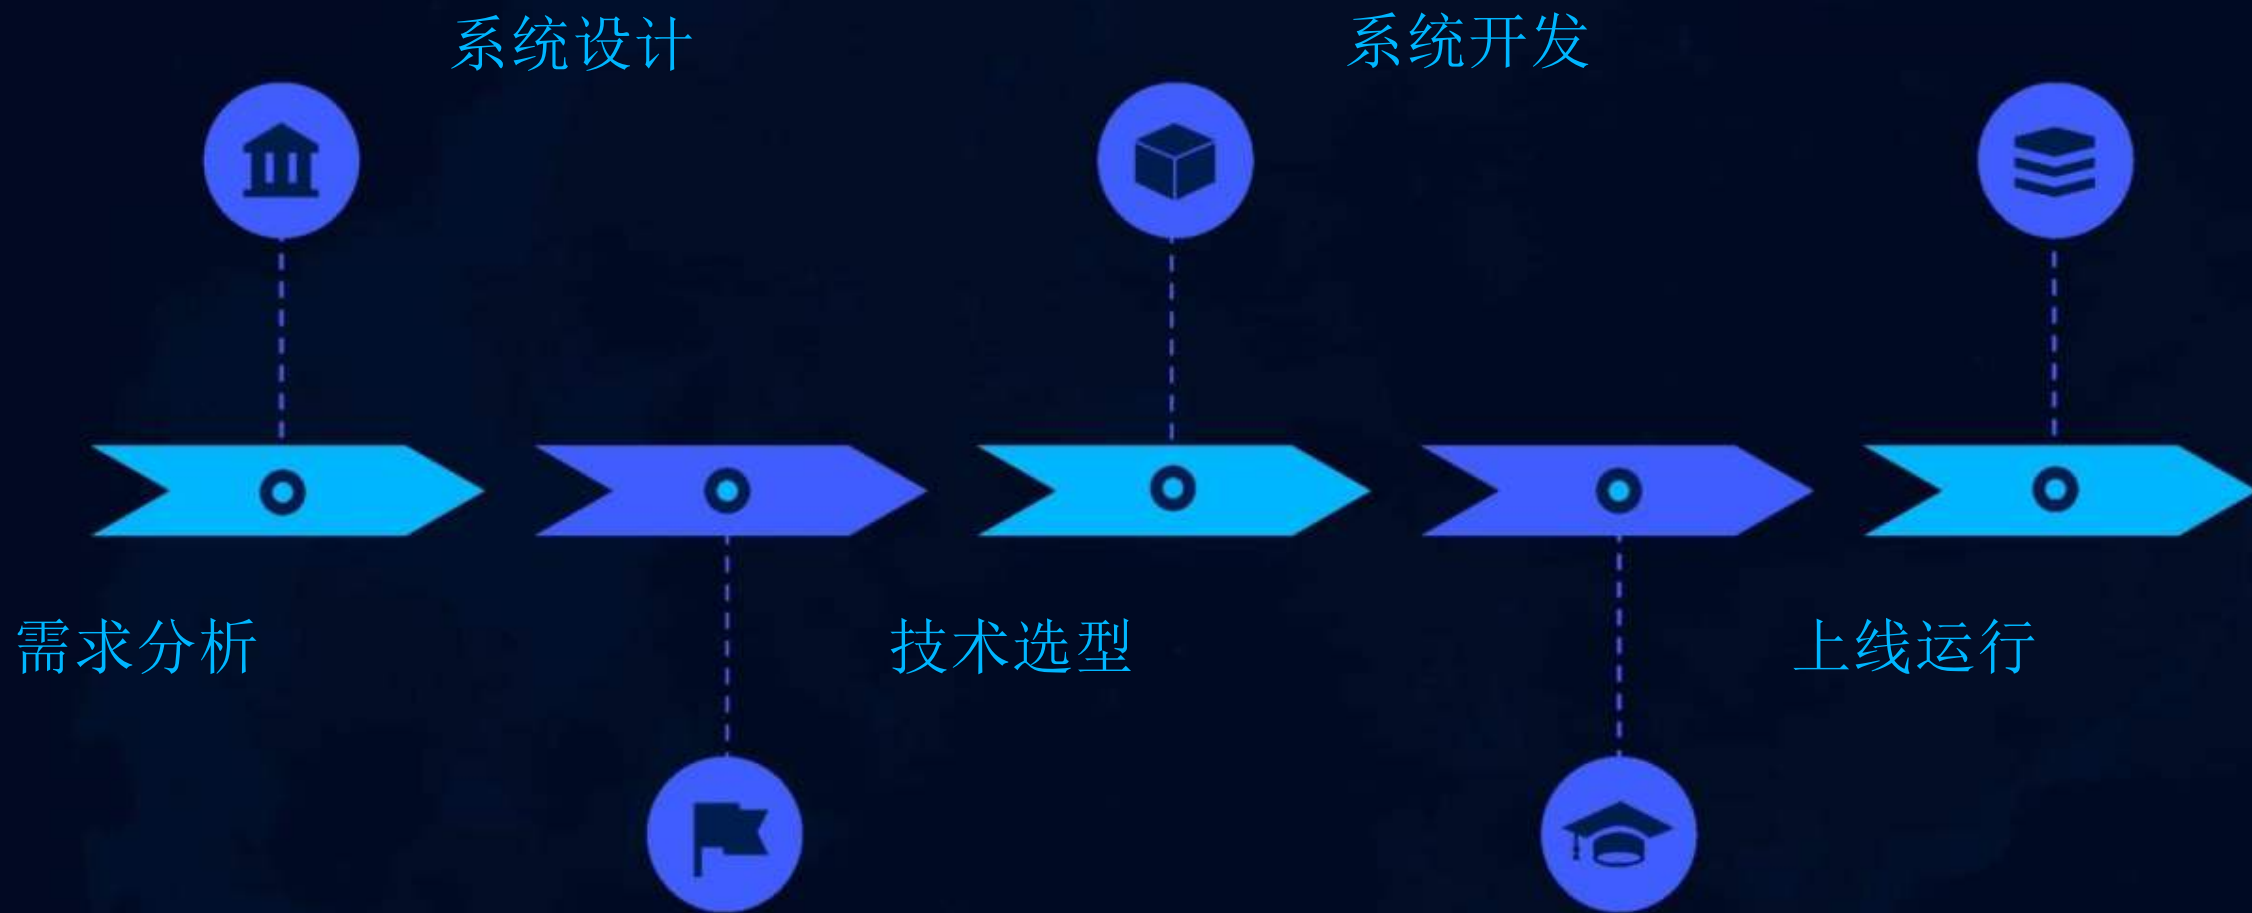 系统设计
系统开发
需求分析
技术选型
上线运行